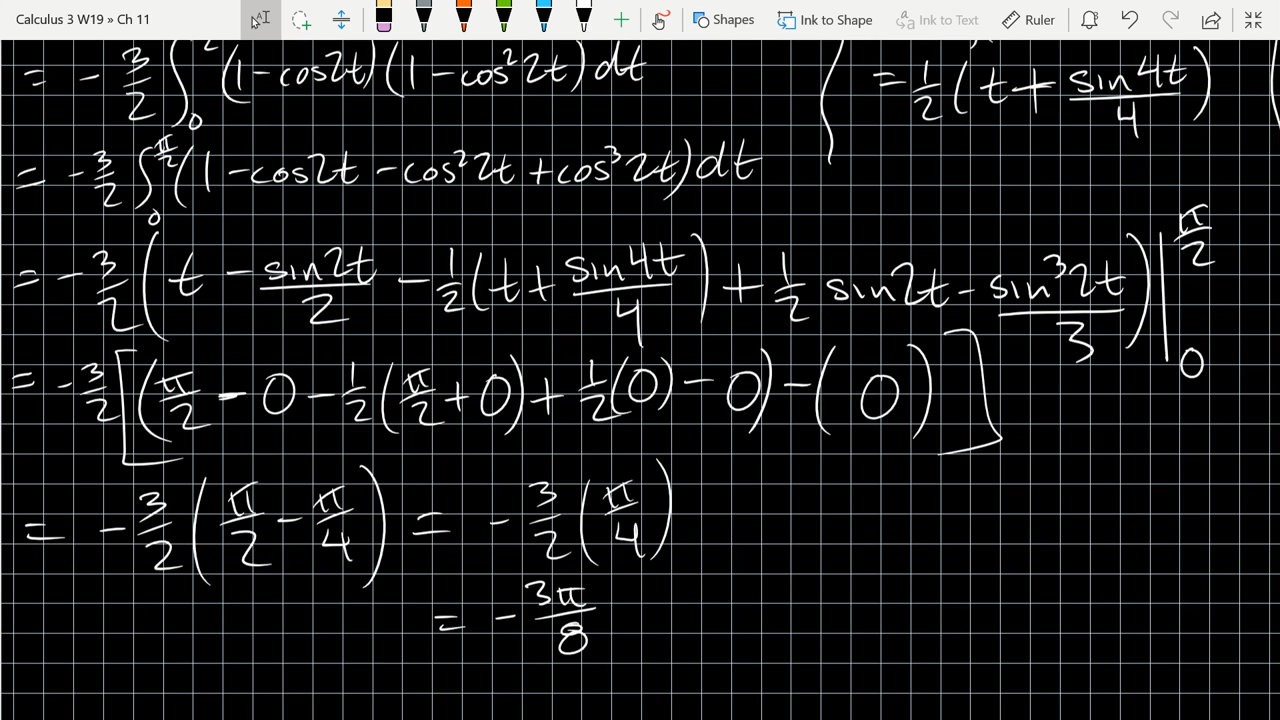 Calculus 3 W19 » Ch 11 Shapes Ink to Shape Ink to Text Ruler
= - 3/2 ∫₀ (1-cos2t)(1-cos²2t)dt
= 1/2 (t + sin4t/4)
= - 3/2 ∫₀^(π/2) (1 - cos2t - cos²2t + cos³2t)dt
= - 3/2 (t - sin2t/2 - 1/2 (t + sin4t/4) + 1/2 sin2t - sin³2t/3) |₀^(π/2)
= - 3/2 [(π/2 - 0 - 1/2 (π/2 + 0) + 1/2 (0) - 0) - (0)]
= - 3/2 (π/2 - π/4) = - 3/2 (π/4)
= - 3π/8